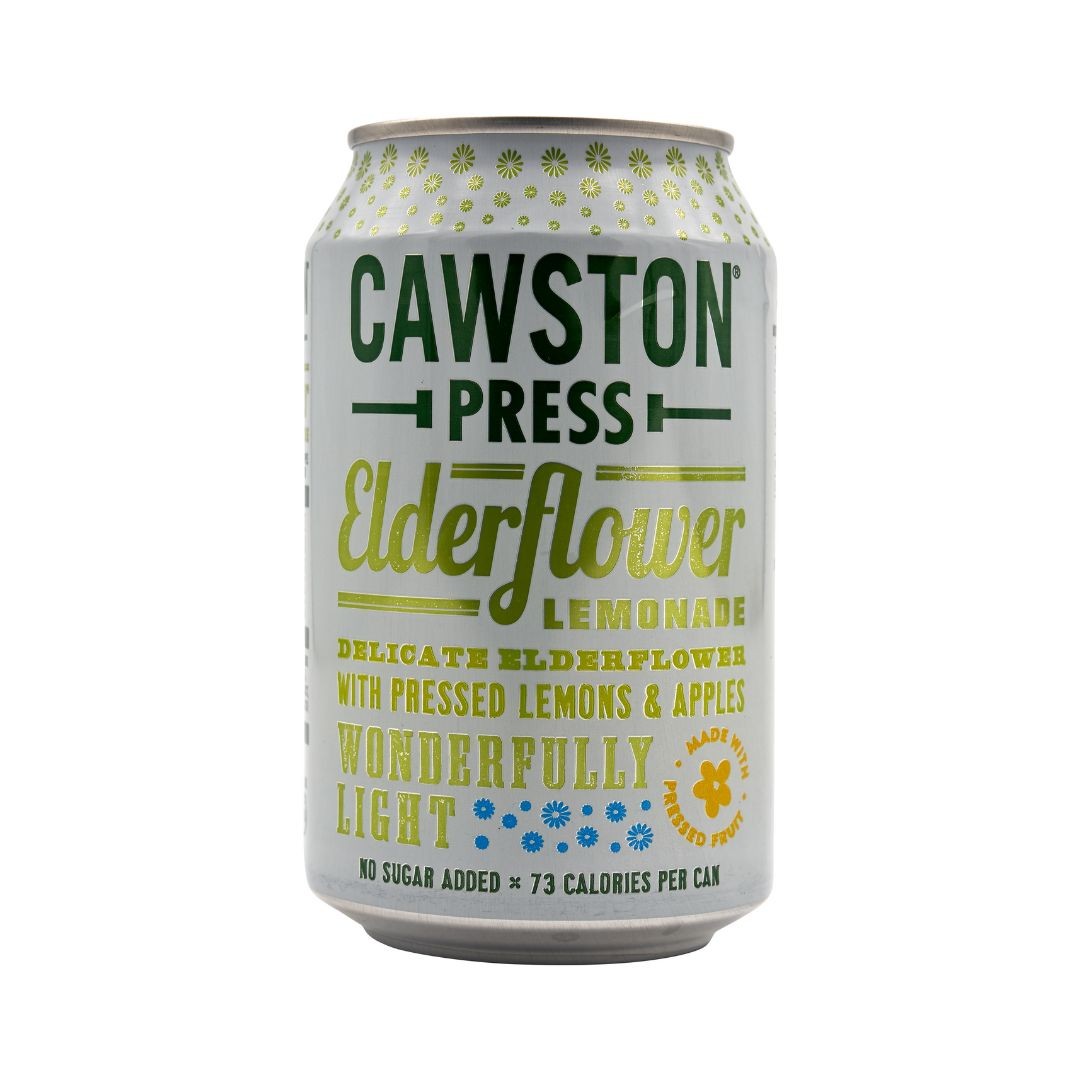 CAWSTON®
PRESS
Elderflower
LEMONADE
DELICATE ELDERFLOWER
WITH PRESSED LEMONS & APPLES
WONDERFULLY
LIGHT
MADE WITH
PRESSED FRUIT
NO SUGAR ADDED × 73 CALORIES PER CAN